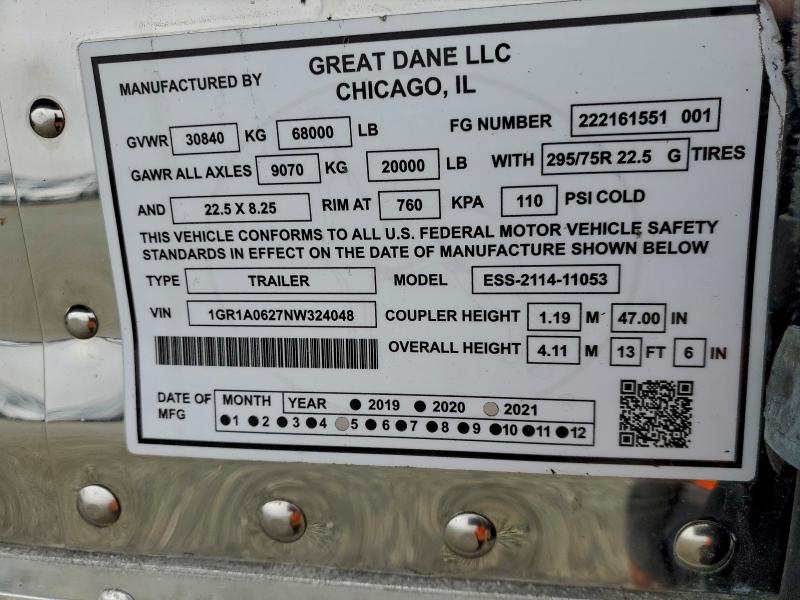 MANUFACTURED BY GREAT DANE LLC
CHICAGO, IL
GVWR 30840 KG 68000 LB FG NUMBER 222161551 001
GAWR ALL AXLES 9070 KG 20000 LB WITH 295/75R 22.5 G TIRES
AND 22.5 X 8.25 RIM AT 760 KPA 110 PSI COLD
THIS VEHICLE CONFORMS TO ALL U.S. FEDERAL MOTOR VEHICLE SAFETY
STANDARDS IN EFFECT ON THE DATE OF MANUFACTURE SHOWN BELOW
TYPE TRAILER MODEL ESS-2114-11053
VIN 1GR1A0627NW324048 COUPLER HEIGHT 1.19 M 47.00 IN
OVERALL HEIGHT 4.11 M 13 FT 6 IN
DATE OF MFG MONTH YEAR 2019 2020 2021
1 2 3 4 5 6 7 8 9 10 11 12